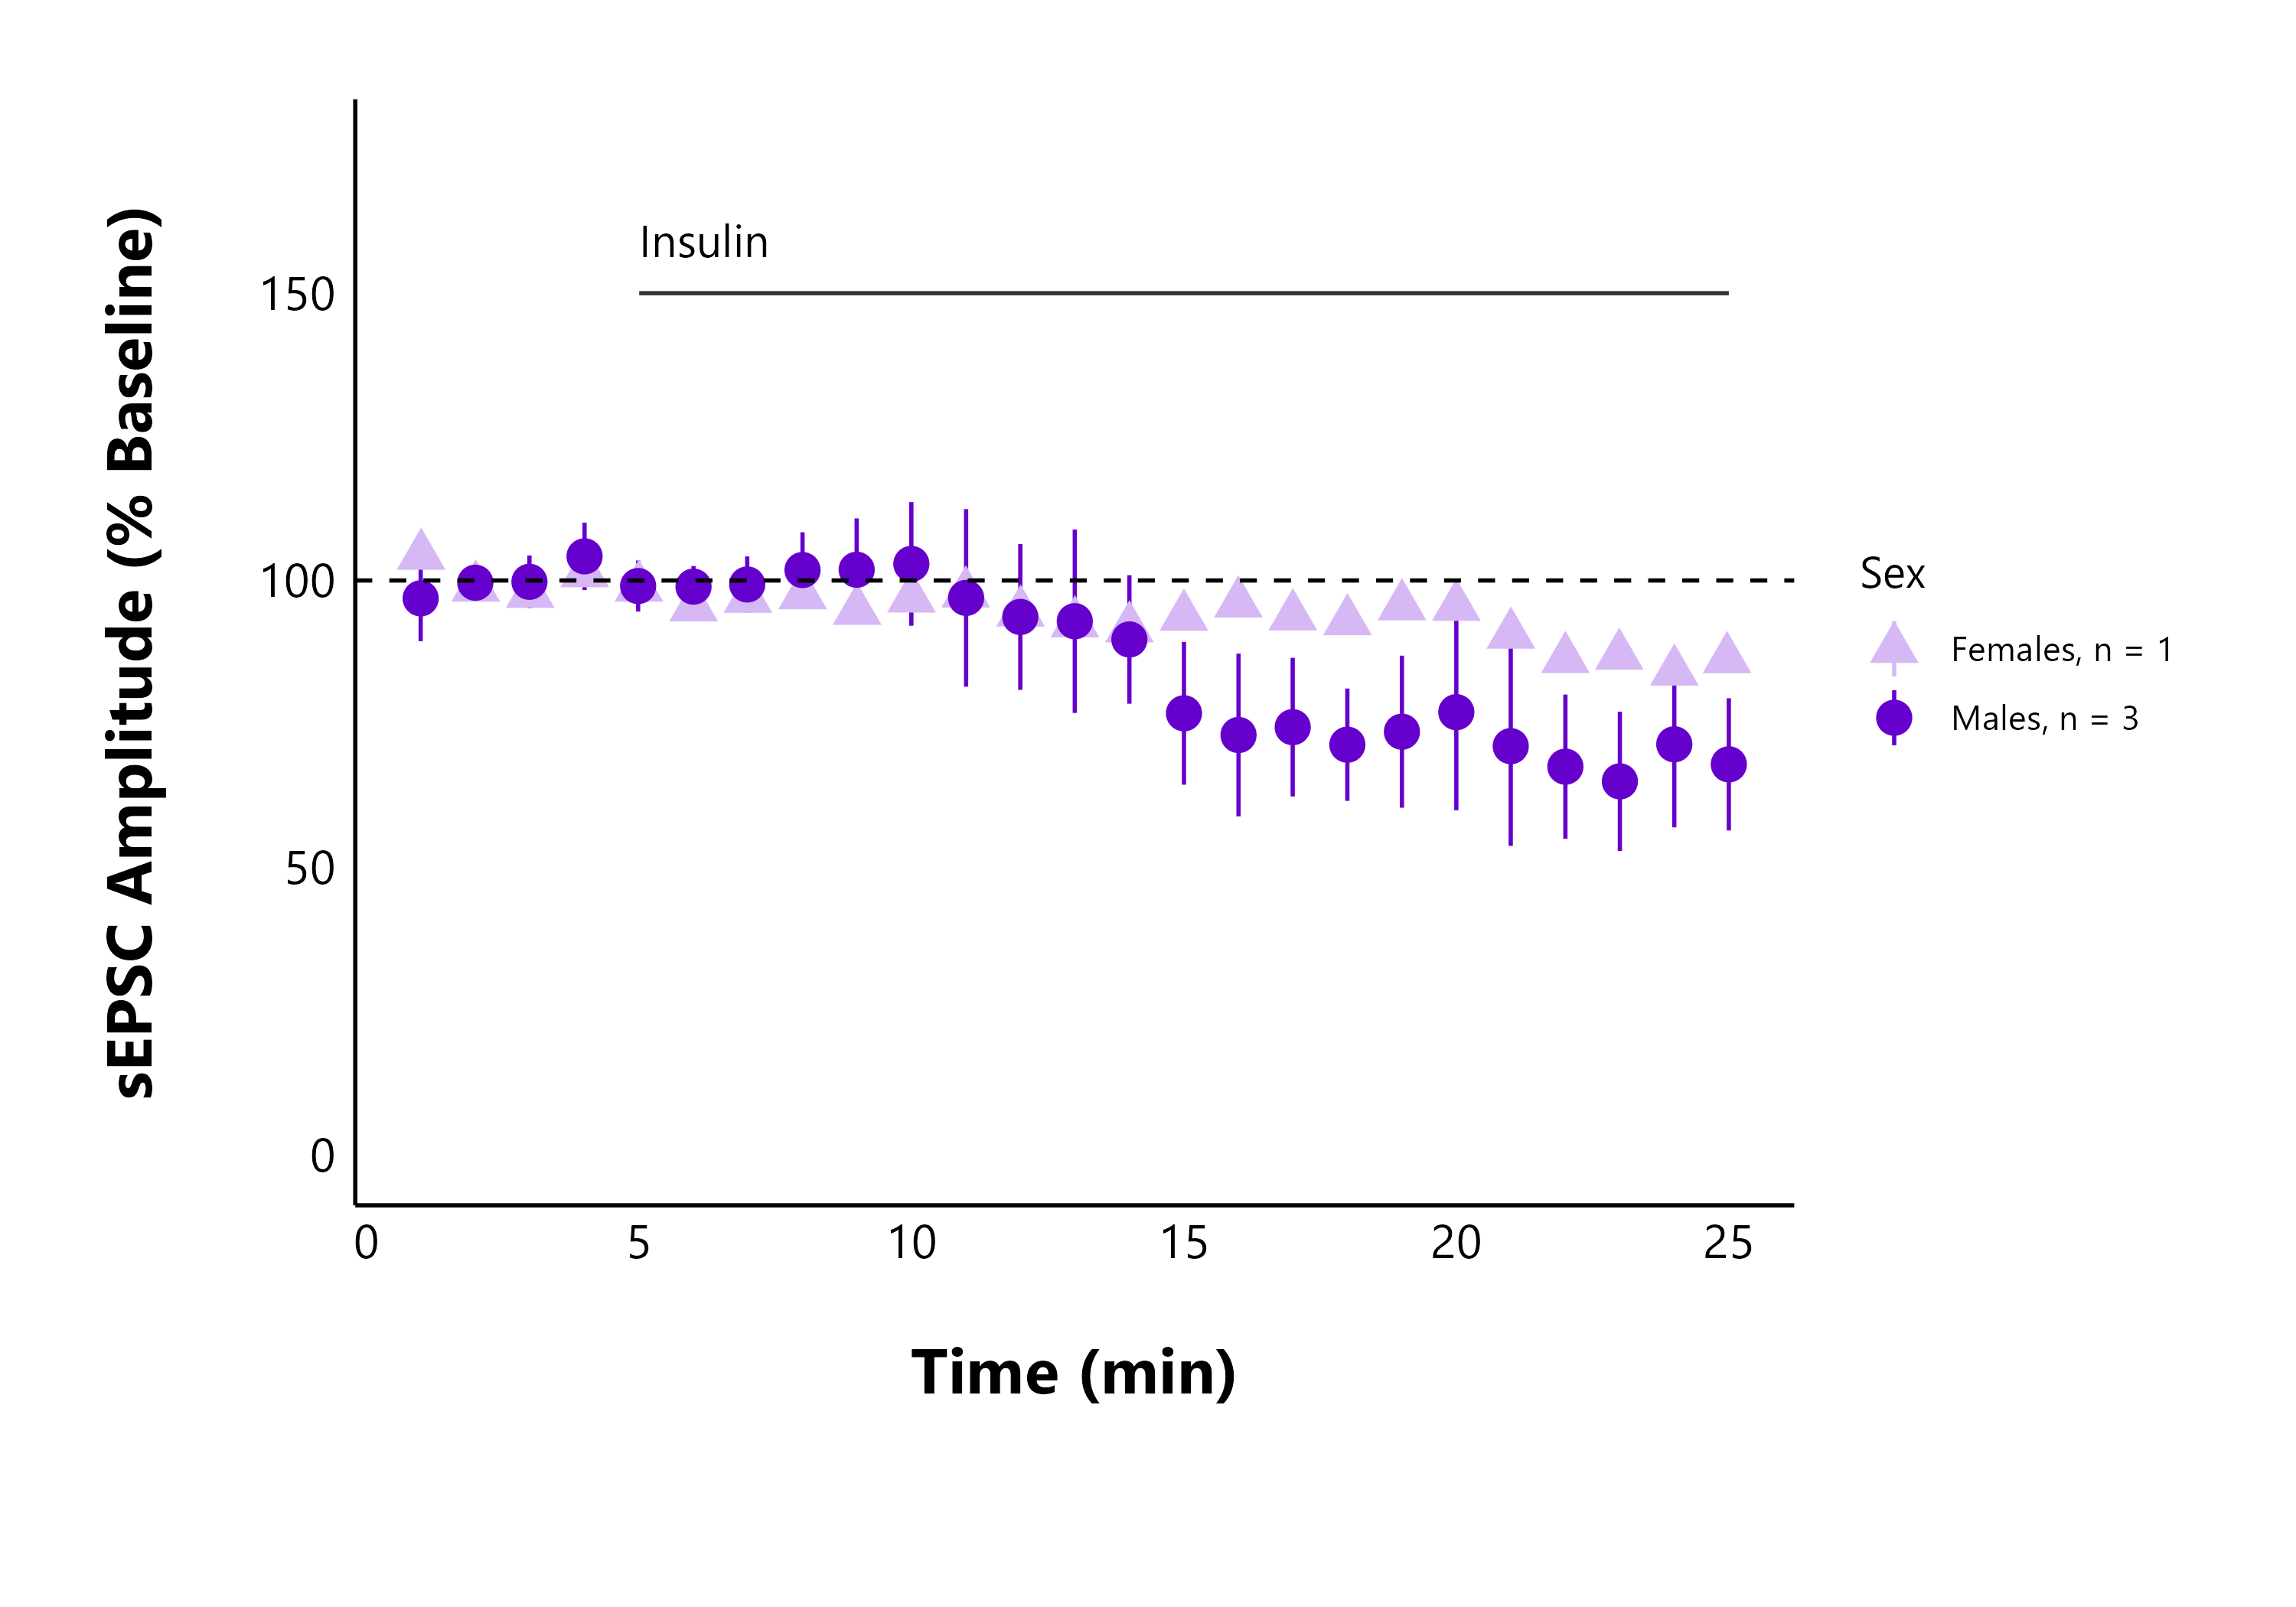 sEPSC Amplitude (% Baseline)
Insulin
150
100
50
0
0 5 10 15 20 25
Time (min)
Sex
Females, n = 1
Males, n = 3